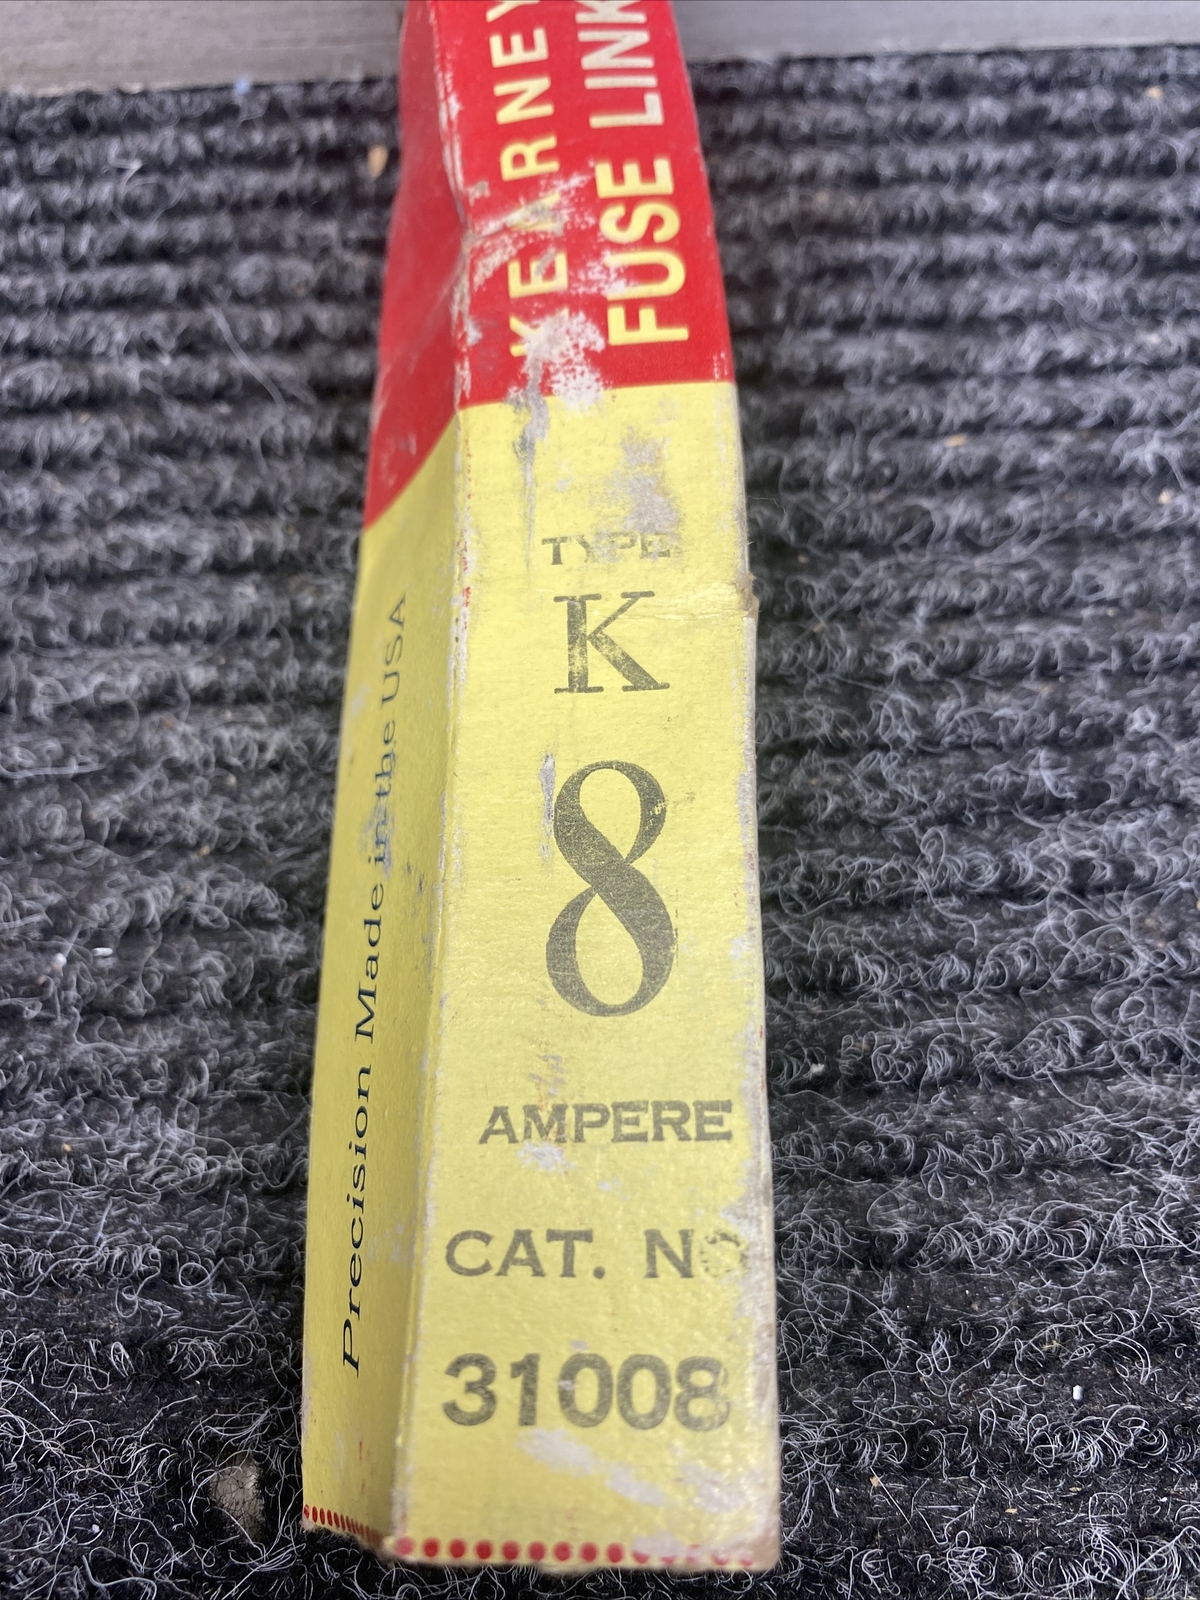 KEARNEY
FUSE LINK
TYPE
K
8
AMPERE
CAT. NO
31008
Precision Made in the USA